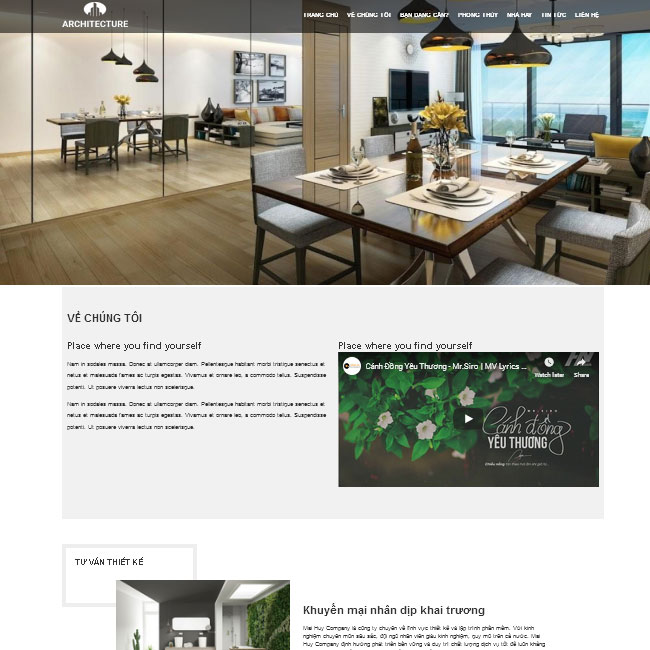 ARCHITECTURE
TRANG CHỦ VỀ CHÚNG TÔI BẠN ĐANG CẦN? PHONG THỦY NHÀ HAY TIN TỨC LIÊN HỆ
VỀ CHÚNG TÔI
Place where you find yourself
Nam in sodales massa. Donec at ullamcorper diam. Pellentesque habitant morbi tristique senectus et
netus et malesuada fames ac turpis egestas. Vivamus et ornare leo, a commodo tellus. Suspendisse
potenti. Ut posuere viverra lectus non scelerisque.
Nam in sodales massa. Donec at ullamcorper diam. Pellentesque habitant morbi tristique senectus et
netus et malesuada fames ac turpis egestas. Vivamus et ornare leo, a commodo tellus. Suspendisse
potenti. Ut posuere viverra lectus non scelerisque.
Place where you find yourself
Cánh Đồng Yêu Thương - Mr.Siro | MV Lyrics ...
Watch later Share
MR. SIRO
Cánh đồng
YÊU THƯƠNG
TƯ VẤN THIẾT KẾ
Khuyến mại nhân dịp khai trương
Mai Huy Company là công ty chuyên về lĩnh vực thiết kế và lập trình phần mềm. Với kinh
nghiệm chuyên môn sâu sắc, đội ngũ nhân viên giàu kinh nghiệm, quy mô trên cả nước. Mai
Huy Company định hướng phát triển bền vững và duy trì chất lượng dịch vụ tốt để luôn khẳng